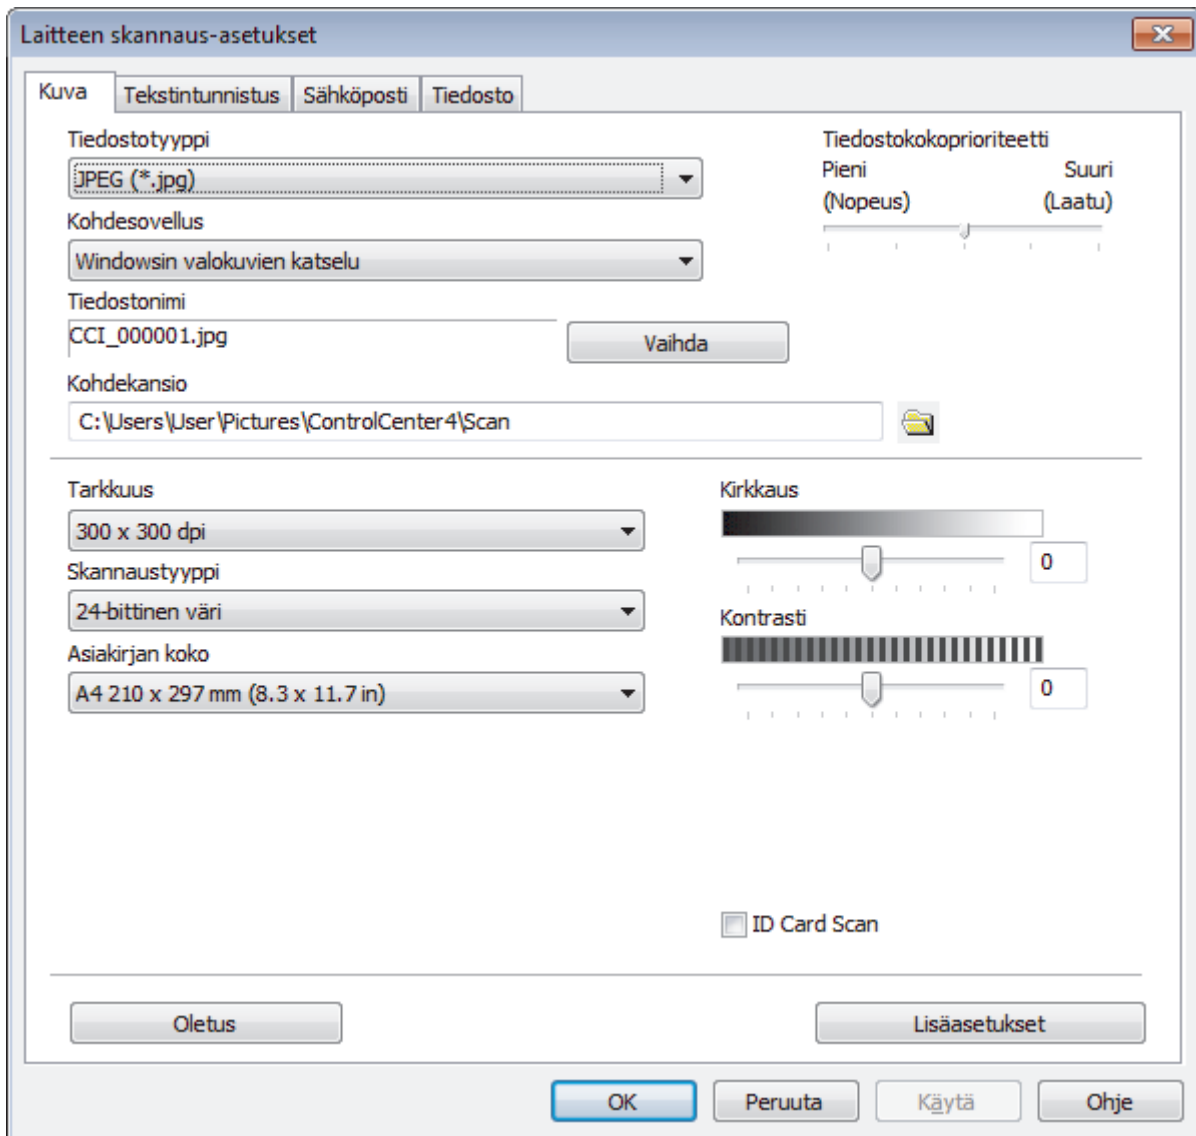 Laitteen skannaus-asetukset
Kuva Tekstintunnistus Sähköposti Tiedosto
Tiedostotyyppi
JPEG (*.jpg)
Kohdesovellus
Windowsin valokuvien katselu
Tiedostonimi
CCI_000001.jpg
Vaihda
Kohdekansio
C:\Users\User\Pictures\ControlCenter4\Scan
Tiedostokokoprioriteetti
Pieni Suuri
(Nopeus) (Laatu)
Tarkkuus
300 x 300 dpi
Skannaustyyppi
24-bittinen väri
Asiakirjan koko
A4 210 x 297 mm (8.3 x 11.7 in)
Kirkkaus
0
Kontrasti
0
ID Card Scan
Oletus Lisäasetukset
OK Peruuta Käytä Ohje